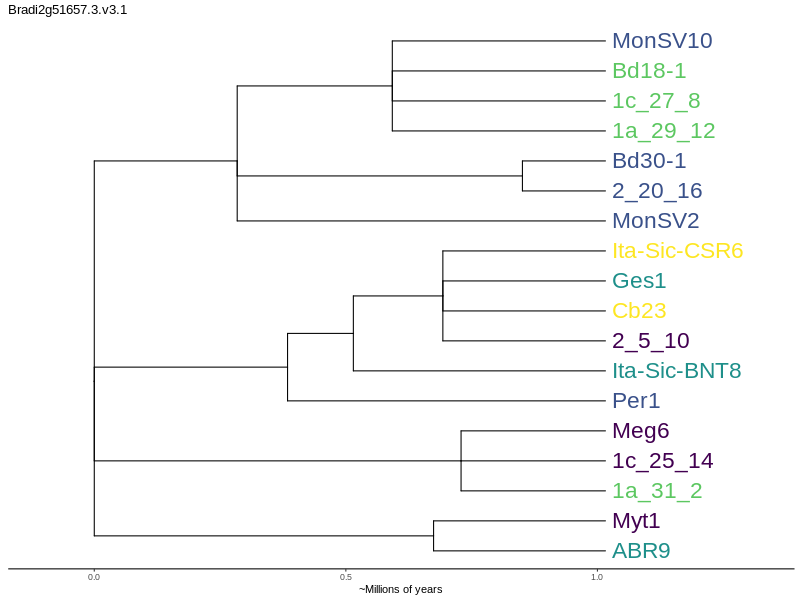 Bradi2g51657.3.v3.1
MonSV10
Bd18-1
1c_27_8
1a_29_12
Bd30-1
2_20_16
MonSV2
Ita-Sic-CSR6
Ges1
Cb23
2_5_10
Ita-Sic-BNT8
Per1
Meg6
1c_25_14
1a_31_2
Myt1
ABR9
0.0 0.5 1.0
~Millions of years